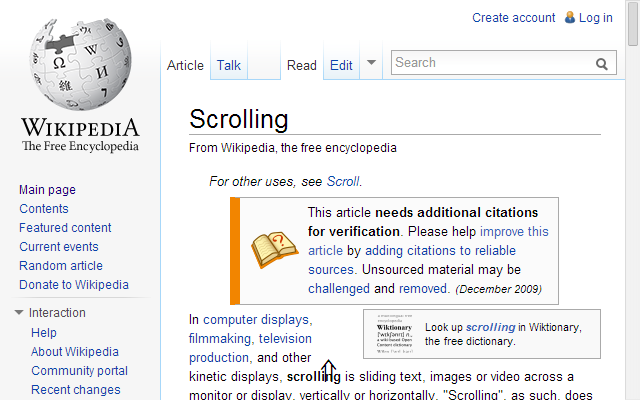 Create account Log in
Article Talk Read Edit Search
WIKIPEDIA
The Free Encyclopedia
Main page
Contents
Featured content
Current events
Random article
Donate to Wikipedia
Interaction
Help
About Wikipedia
Community portal
Recent changes
Scrolling
From Wikipedia, the free encyclopedia
For other uses, see Scroll.
This article needs additional citations
for verification. Please help improve this
article by adding citations to reliable
sources. Unsourced material may be
challenged and removed. (December 2009)
Wiktionary
Look up scrolling in Wiktionary,
the free dictionary.
In computer displays,
filmmaking, television
production, and other
kinetic displays, scrolling is sliding text, images or video across a
monitor or display, vertically or horizontally. "Scrolling", as such, does